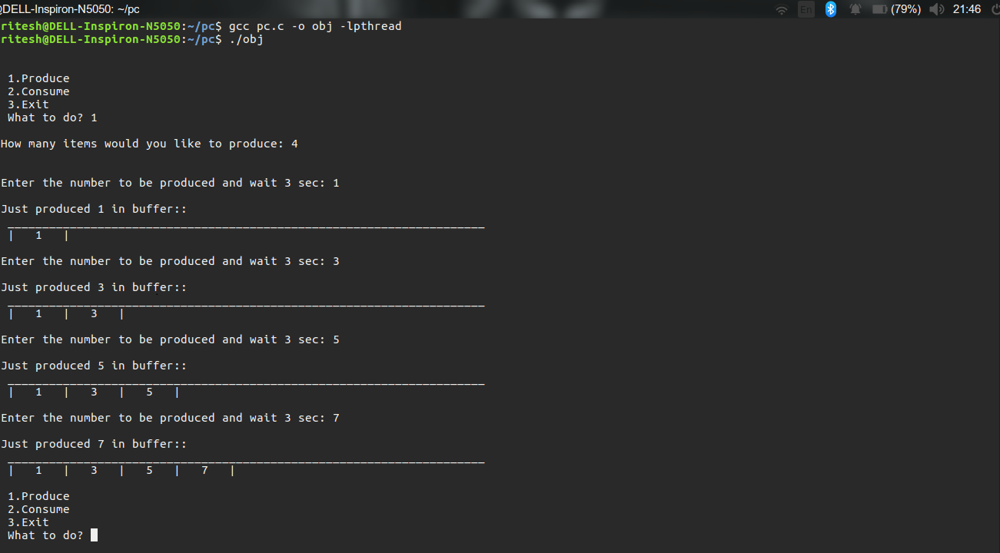 @DELL-Inspiron-N5050: ~/pc En (79%) 21:46
ritesh@DELL-Inspiron-N5050:~/pc$ gcc pc.c -o obj -lpthread
ritesh@DELL-Inspiron-N5050:~/pc$ ./obj
1.Produce
2.Consume
3.Exit
What to do? 1
How many items would you like to produce: 4
Enter the number to be produced and wait 3 sec: 1
Just produced 1 in buffer::
_____________________________________________________________________
|   1   |
Enter the number to be produced and wait 3 sec: 3
Just produced 3 in buffer::
_____________________________________________________________________
|   1   |   3   |
Enter the number to be produced and wait 3 sec: 5
Just produced 5 in buffer::
_____________________________________________________________________
|   1   |   3   |   5   |
Enter the number to be produced and wait 3 sec: 7
Just produced 7 in buffer::
_____________________________________________________________________
|   1   |   3   |   5   |   7   |
1.Produce
2.Consume
3.Exit
What to do?